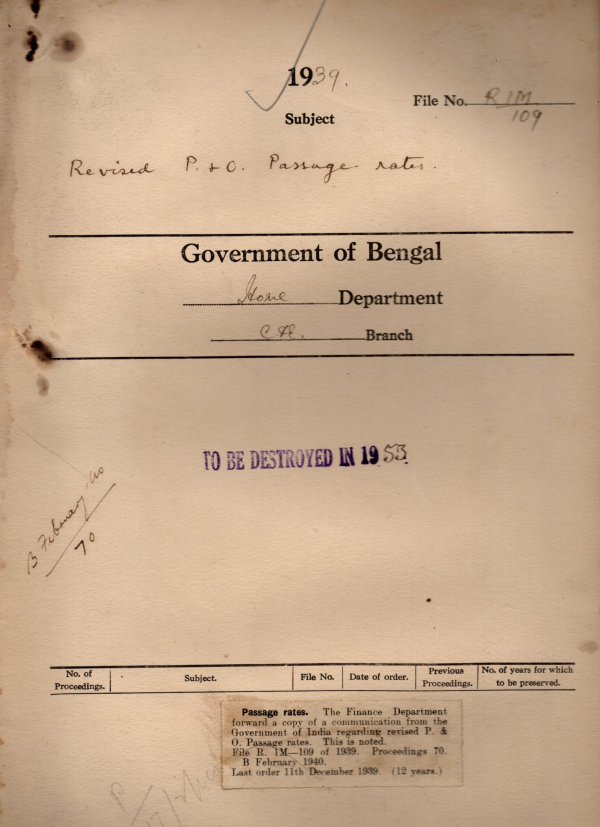 1939.
File No. R 1M
109
Subject
Revised P. & O. Passage rates.
Government of Bengal
Home Department
Branch
TO BE DESTROYED IN 1953
B February /40
70
No. of Proceedings. Subject. File No. Date of order. Previous Proceedings. No. of years for which to be preserved.
Passage rates. The Finance Department
forward a copy of a communication from the
Government of India regarding revised P. &
O. Passage rates. This is noted.
File R. 1M—109 of 1939. Proceedings 70.
B February 1940.
Last order 11th December 1939. (12 years.)